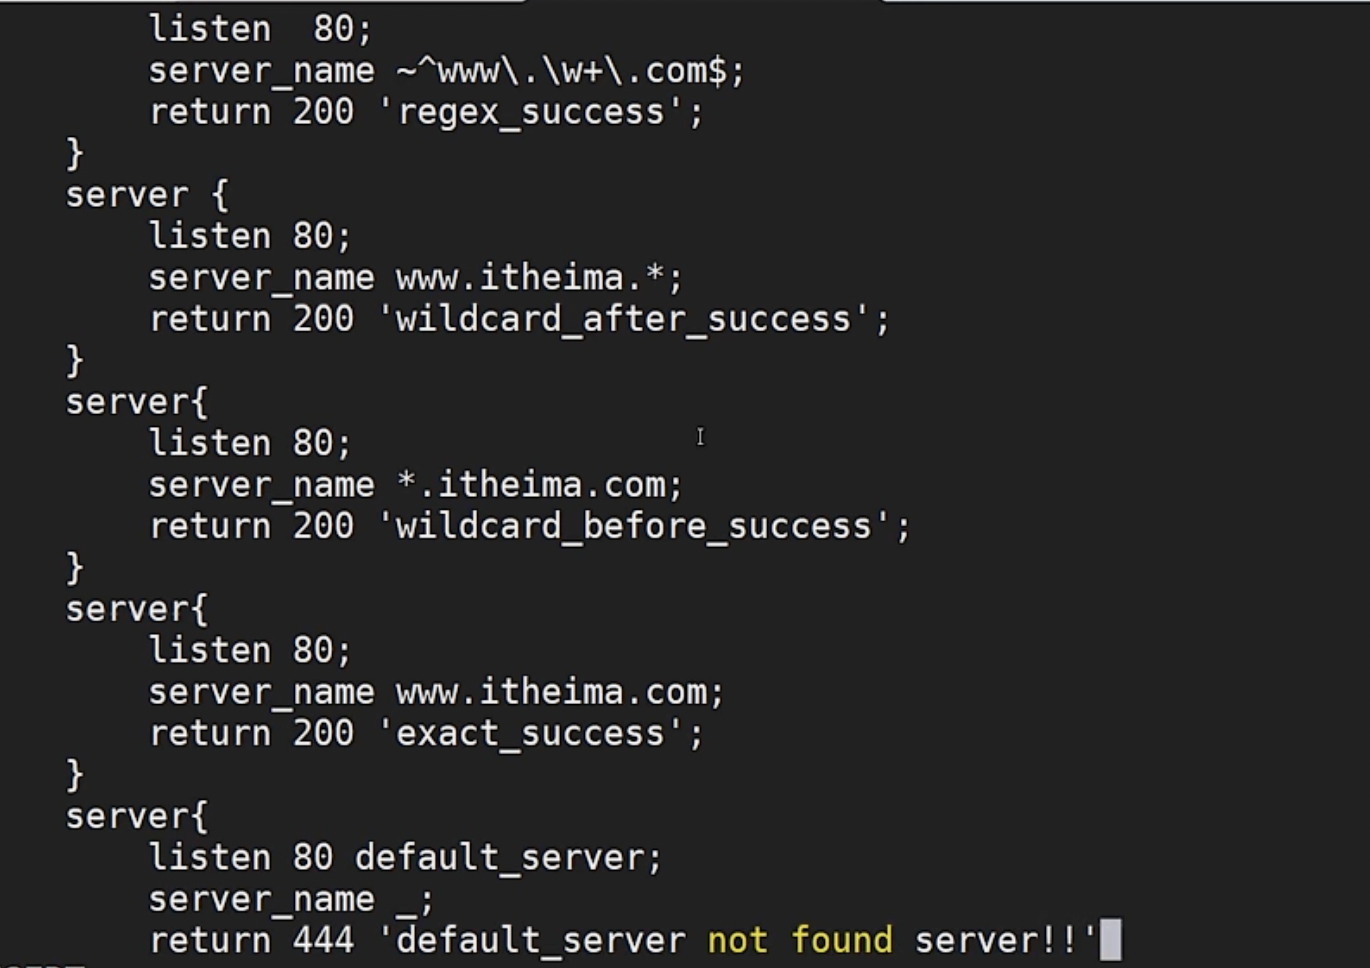 listen  80;
server_name ~^www\.\w+\.com$;
return 200 'regex_success';
}
server {
listen 80;
server_name www.itheima.*;
return 200 'wildcard_after_success';
}
server{
listen 80;
server_name *.itheima.com;
return 200 'wildcard_before_success';
}
server{
listen 80;
server_name www.itheima.com;
return 200 'exact_success';
}
server{
listen 80 default_server;
server_name _;
return 444 'default_server not found server!!'